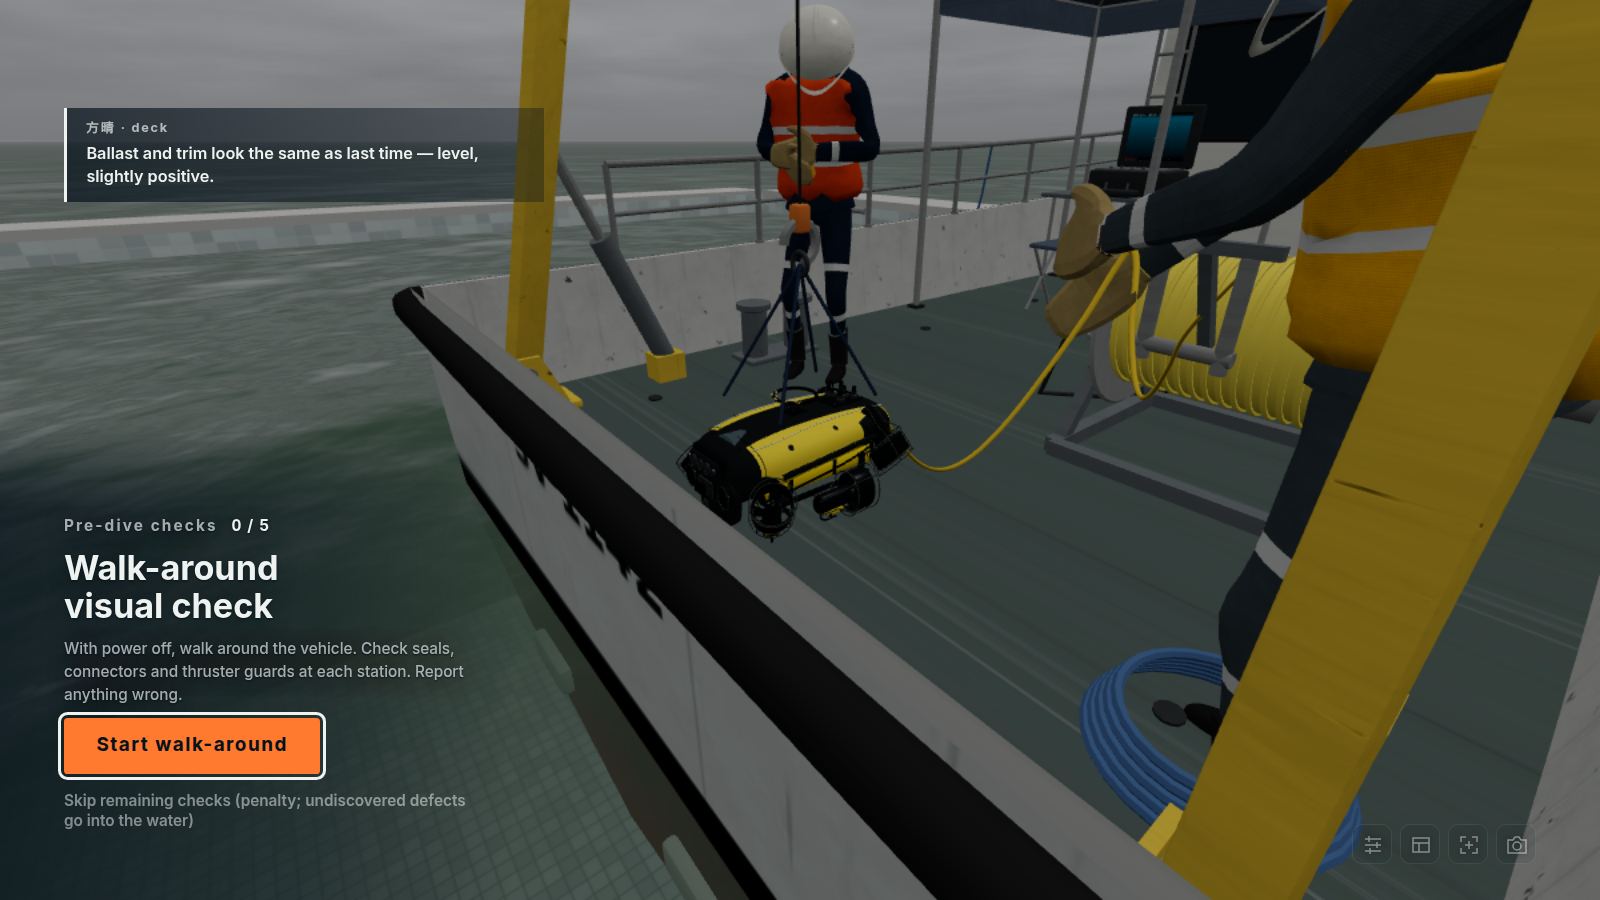 方晴 · deck
Ballast and trim look the same as last time — level,
slightly positive.
Pre-dive checks 0 / 5
Walk-around
visual check
With power off, walk around the vehicle. Check seals,
connectors and thruster guards at each station. Report
anything wrong.
Start walk-around
Skip remaining checks (penalty; undiscovered defects
go into the water)